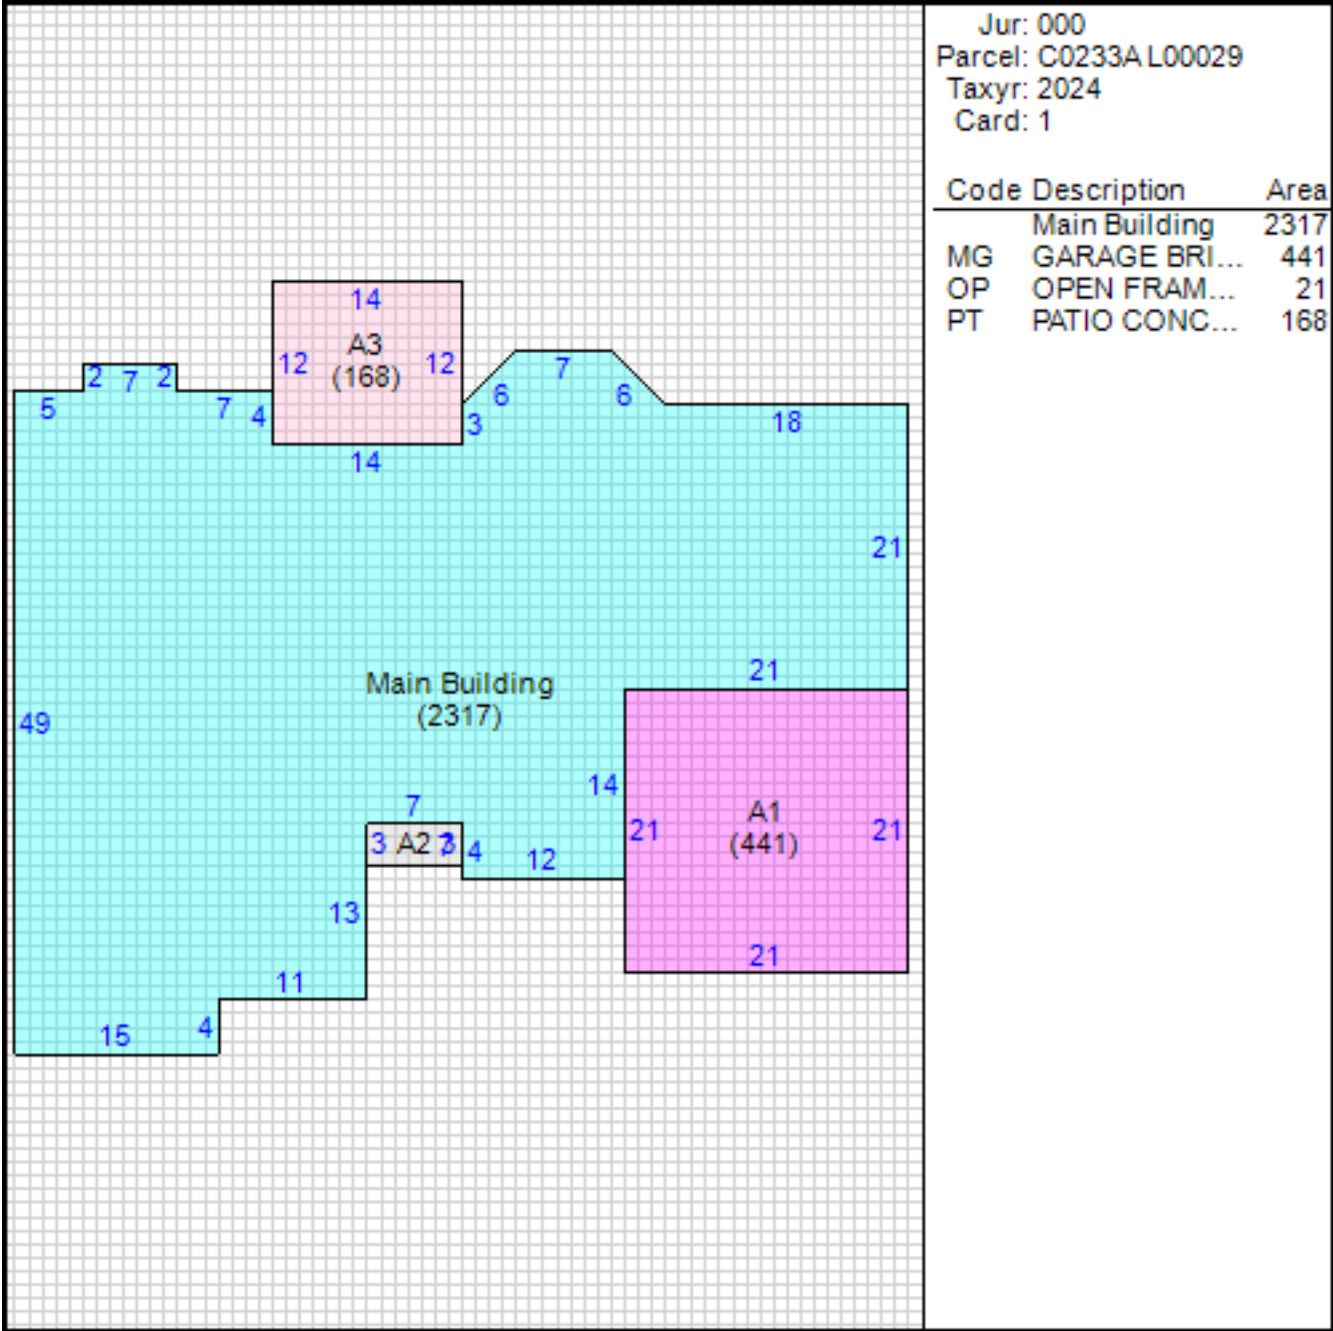 Jur: 000
Parcel: C0233A L00029
Taxyr: 2024
Card: 1
Code Description Area
Main Building 2317
MG GARAGE BRI... 441
OP OPEN FRAM... 21
PT PATIO CONC... 168
14
A3
12 12
(168)
2 7 2
7
5
7 4
6 6
3
18
14
21
21
Main Building
(2317)
49
14
7
A1
21 21
(441)
3 A2 3
4
12
13
21
11
15 4